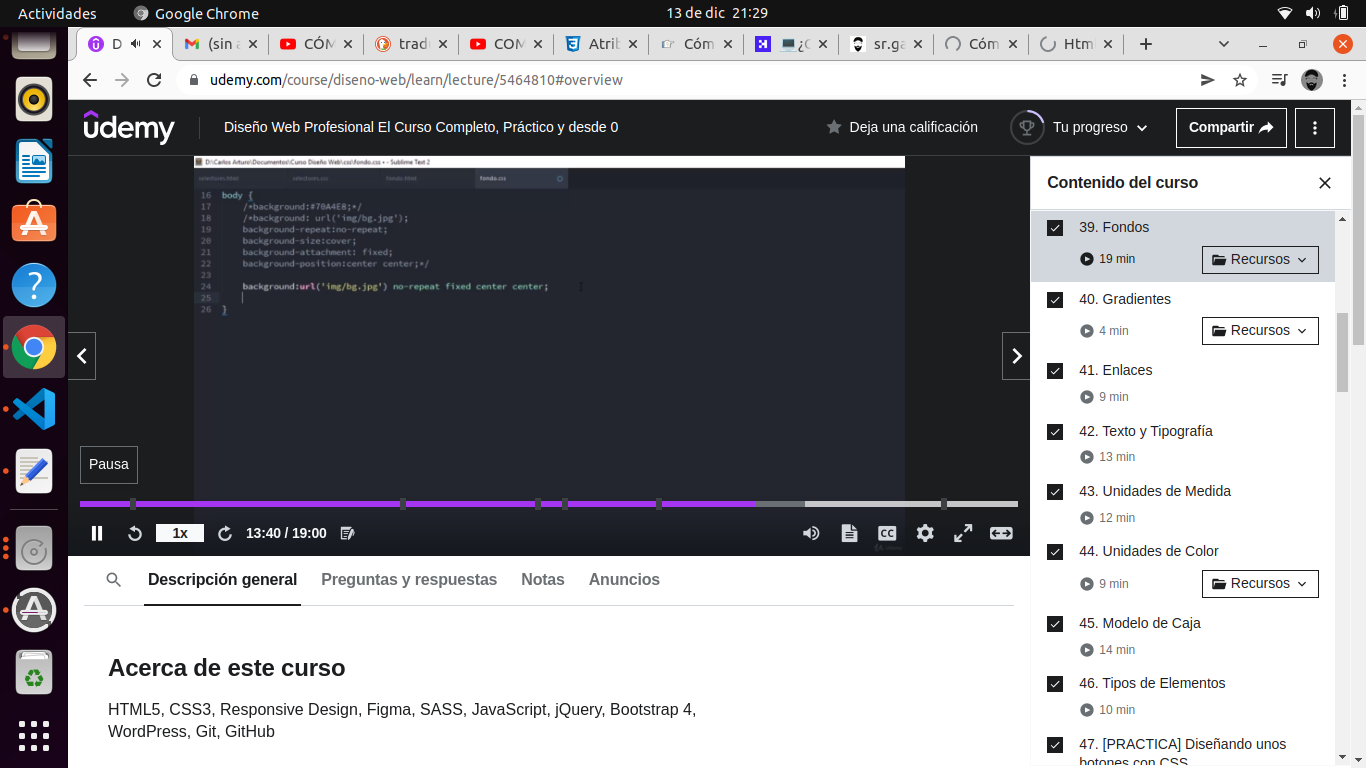 Actividades
Google Chrome
13 de dic 21:29
D
(sin a
CÓM
tradu
COM
Atrib
Cóm
💻¿C
sr.ga
Cóm
Htm
udemy.com/course/diseno-web/learn/lecture/5464810#overview
udemy
Diseño Web Profesional El Curso Completo, Práctico y desde 0
Deja una calificación
Tu progreso
Compartir
D:\Carlos Arturo\Documentos\Curso Diseño Web\css\fondo.css • - Sublime Text 2
selectores.html
selectores.css
fondo.html
fondo.css
16 body {
17 /*background:#70A4E8;*/
18 /*background: url('img/bg.jpg');
19 background-repeat:no-repeat;
20 background-size:cover;
21 background-attachment: fixed;
22 background-position:center center;*/
23
24 background:url('img/bg.jpg') no-repeat fixed center center;
25
26 }
Pausa
1x
13:40 / 19:00
CC
Contenido del curso
39. Fondos
19 min
Recursos
40. Gradientes
4 min
Recursos
41. Enlaces
9 min
42. Texto y Tipografía
13 min
43. Unidades de Medida
12 min
44. Unidades de Color
9 min
Recursos
45. Modelo de Caja
14 min
46. Tipos de Elementos
10 min
47. [PRACTICA] Diseñando unos
botones con CSS
Descripción general
Preguntas y respuestas
Notas
Anuncios
Acerca de este curso
HTML5, CSS3, Responsive Design, Figma, SASS, JavaScript, jQuery, Bootstrap 4,
WordPress, Git, GitHub